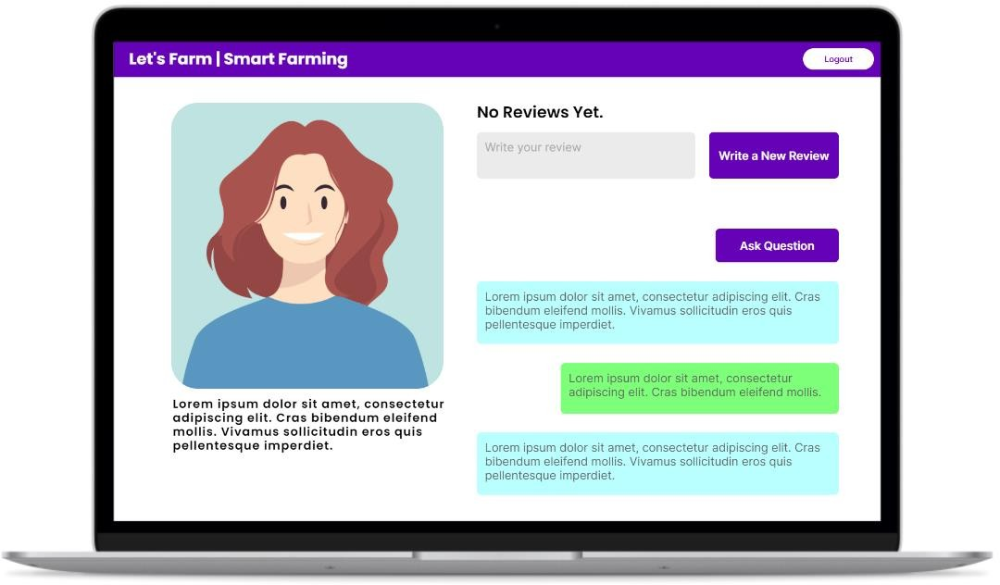 Let's Farm | Smart Farming
Logout
Lorem ipsum dolor sit amet, consectetur
adipiscing elit. Cras bibendum eleifend
mollis. Vivamus sollicitudin eros quis
pellentesque imperdiet.
No Reviews Yet.
Write your review
Write a New Review
Ask Question
Lorem ipsum dolor sit amet, consectetur adipiscing elit. Cras
bibendum eleifend mollis. Vivamus sollicitudin eros quis
pellentesque imperdiet.
Lorem ipsum dolor sit amet, consectetur
adipiscing elit. Cras bibendum eleifend mollis.
Lorem ipsum dolor sit amet, consectetur adipiscing elit. Cras
bibendum eleifend mollis. Vivamus sollicitudin eros quis
pellentesque imperdiet.